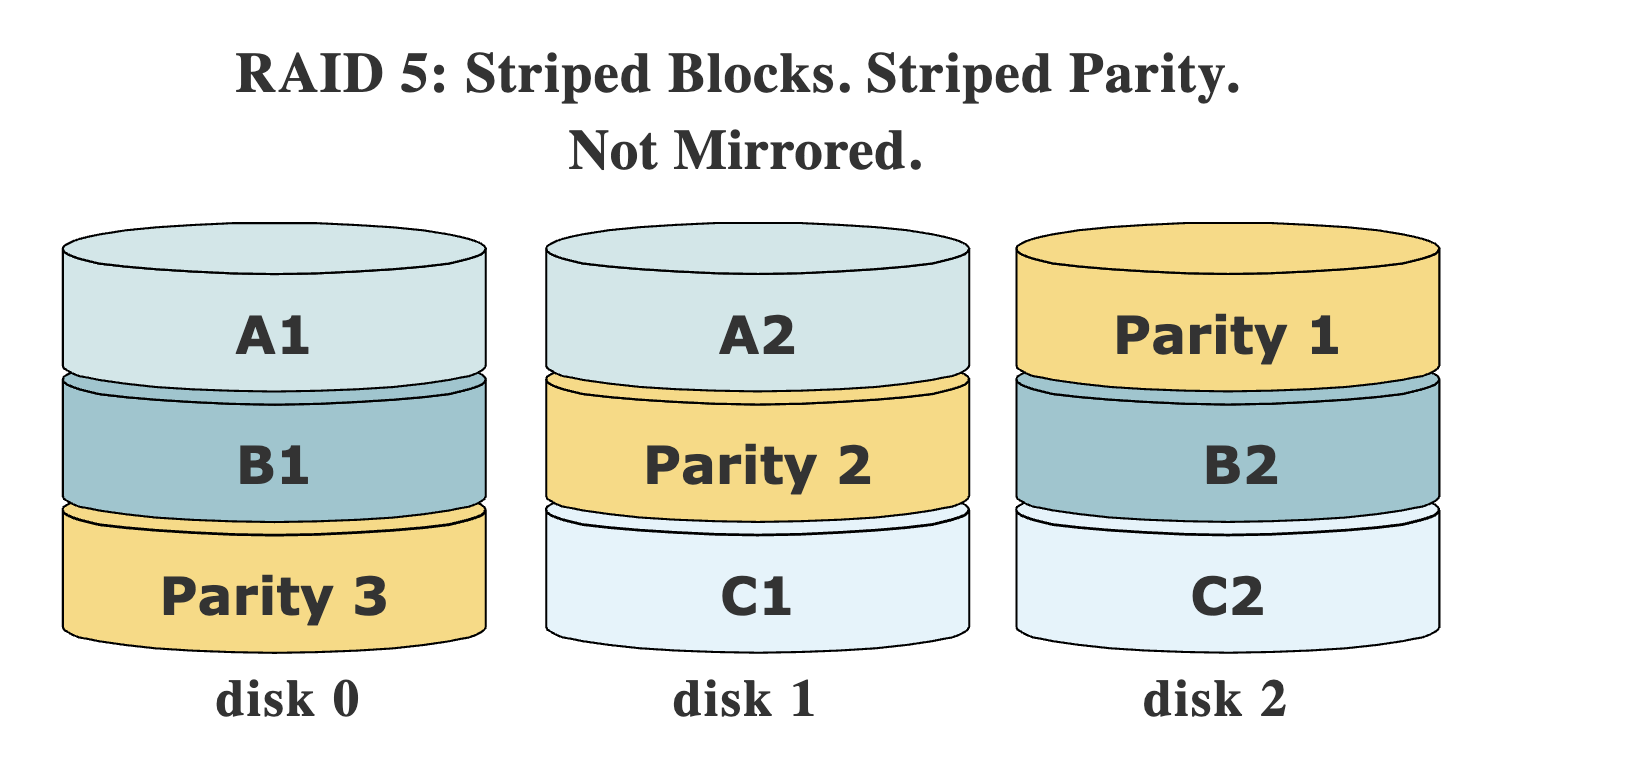 RAID 5: Striped Blocks. Striped Parity.
Not Mirrored.
A1
B1
Parity 3
disk 0
A2
Parity 2
C1
disk 1
Parity 1
B2
C2
disk 2